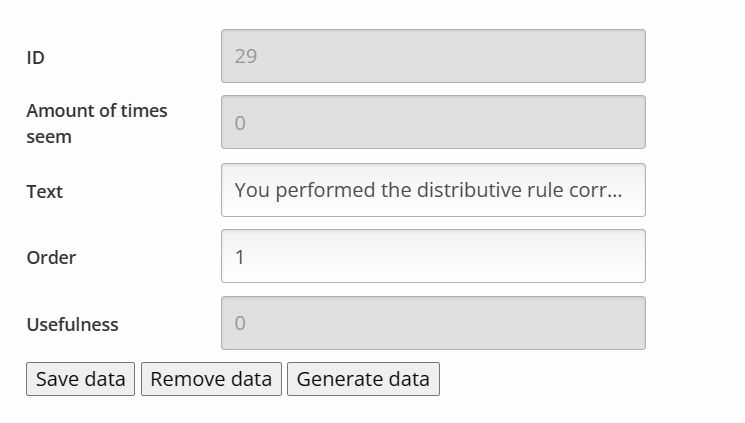 ID
29
Amount of times
seem
0
Text
You performed the distributive rule corr...
Order
1
Usefulness
0
Save data Remove data Generate data